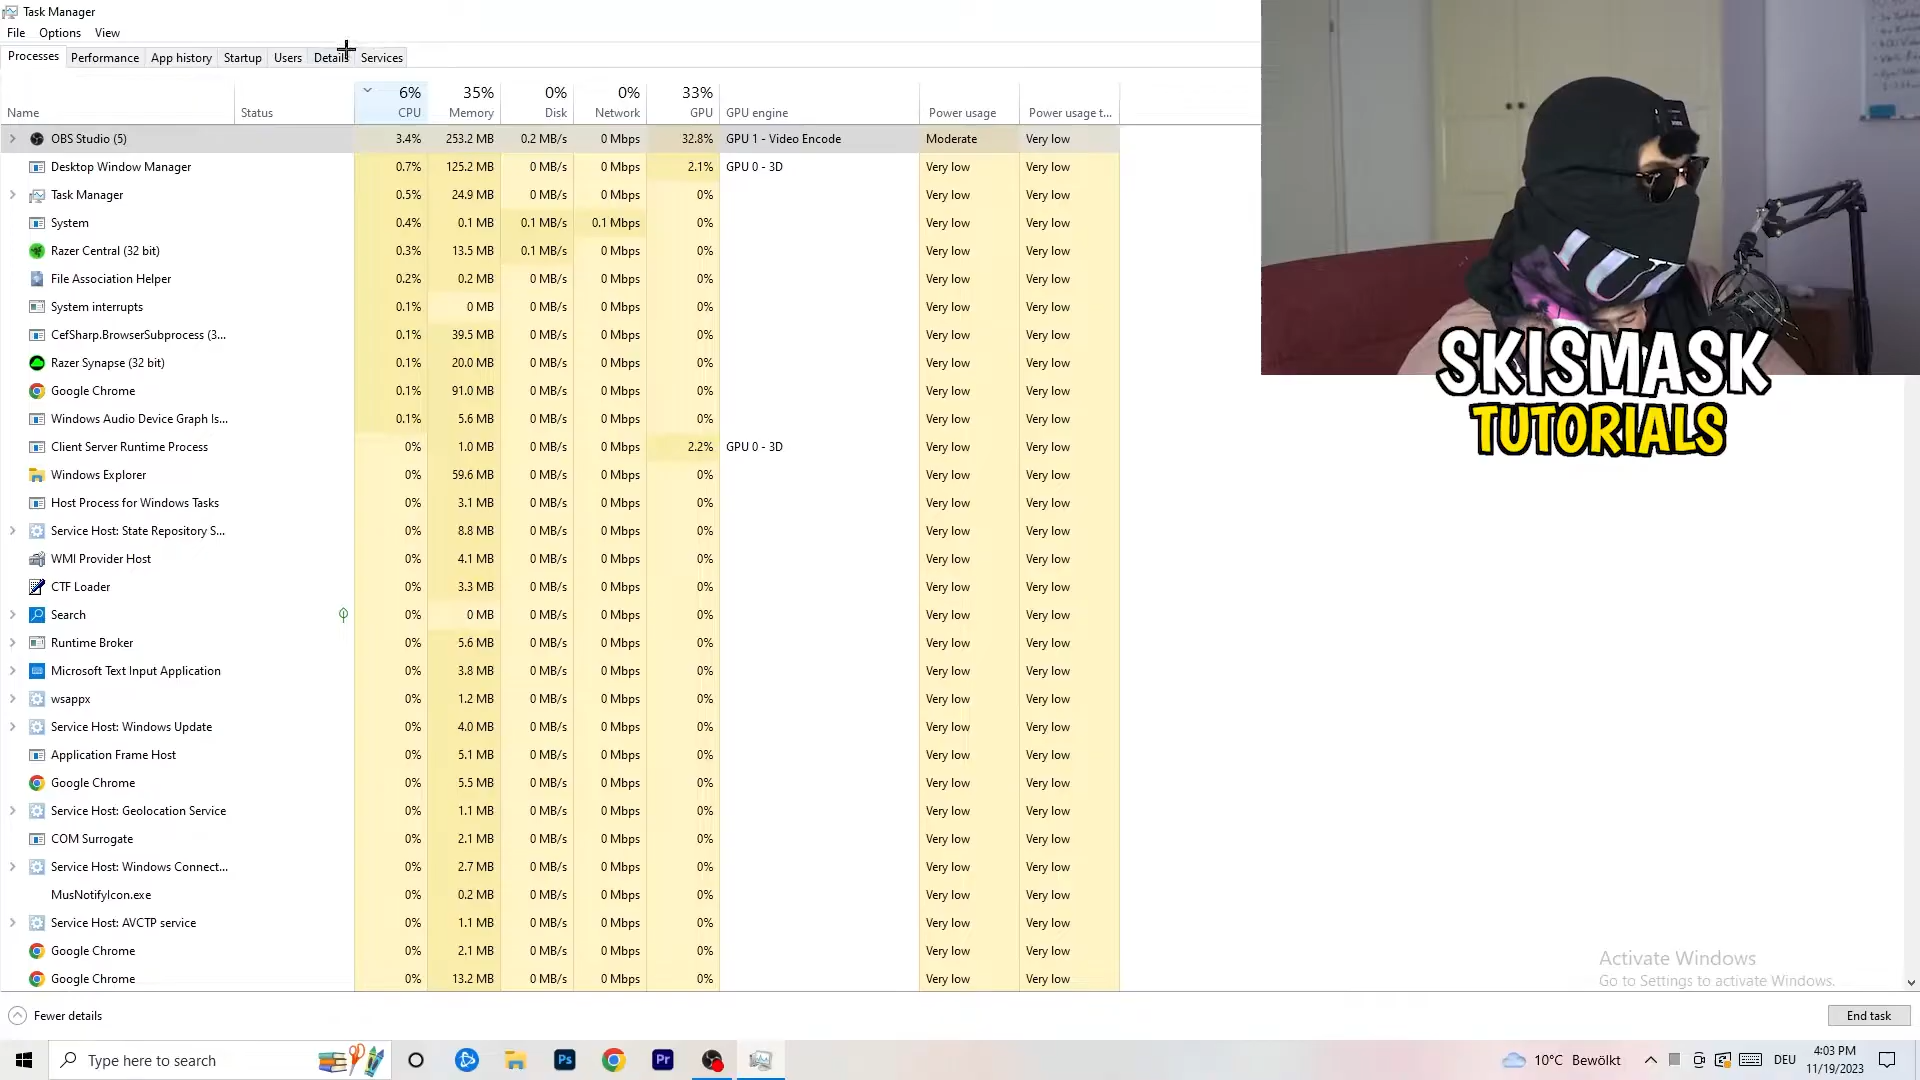 Task Manager
File Options View
Processes Performance App history Startup Users Details Services
6% 35% 0% 0% 33%
Name Status CPU Memory Disk Network GPU GPU engine Power usage Power usage t...
OBS Studio (5) 3.4% 253.2 MB 0.2 MB/s 0 Mbps 32.8% GPU 1 - Video Encode Moderate Very low
Desktop Window Manager 0.7% 125.2 MB 0 MB/s 0 Mbps 2.1% GPU 0 - 3D Very low Very low
Task Manager 0.5% 24.9 MB 0 MB/s 0 Mbps 0% Very low Very low
System 0.4% 0.1 MB 0.1 MB/s 0.1 Mbps 0% Very low Very low
Razer Central (32 bit) 0.3% 13.5 MB 0.1 MB/s 0 Mbps 0% Very low Very low
File Association Helper 0.2% 0.2 MB 0 MB/s 0 Mbps 0% Very low Very low
System interrupts 0.1% 0 MB 0 MB/s 0 Mbps 0% Very low Very low
CefSharp.BrowserSubprocess (3... 0.1% 39.5 MB 0 MB/s 0 Mbps 0% Very low Very low
Razer Synapse (32 bit) 0.1% 20.0 MB 0 MB/s 0 Mbps 0% Very low Very low
Google Chrome 0.1% 91.0 MB 0 MB/s 0 Mbps 0% Very low Very low
Windows Audio Device Graph Is... 0.1% 5.6 MB 0 MB/s 0 Mbps 0% Very low Very low
Client Server Runtime Process 0% 1.0 MB 0 MB/s 0 Mbps 2.2% GPU 0 - 3D Very low Very low
Windows Explorer 0% 59.6 MB 0 MB/s 0 Mbps 0% Very low Very low
Host Process for Windows Tasks 0% 3.1 MB 0 MB/s 0 Mbps 0% Very low Very low
Service Host: State Repository S... 0% 8.8 MB 0 MB/s 0 Mbps 0% Very low Very low
WMI Provider Host 0% 4.1 MB 0 MB/s 0 Mbps 0% Very low Very low
CTF Loader 0% 3.3 MB 0 MB/s 0 Mbps 0% Very low Very low
Search 0% 0 MB 0 MB/s 0 Mbps 0% Very low Very low
Runtime Broker 0% 5.6 MB 0 MB/s 0 Mbps 0% Very low Very low
Microsoft Text Input Application 0% 3.8 MB 0 MB/s 0 Mbps 0% Very low Very low
wsappx 0% 1.2 MB 0 MB/s 0 Mbps 0% Very low Very low
Service Host: Windows Update 0% 4.0 MB 0 MB/s 0 Mbps 0% Very low Very low
Application Frame Host 0% 5.1 MB 0 MB/s 0 Mbps 0% Very low Very low
Google Chrome 0% 5.5 MB 0 MB/s 0 Mbps 0% Very low Very low
Service Host: Geolocation Service 0% 1.1 MB 0 MB/s 0 Mbps 0% Very low Very low
COM Surrogate 0% 2.1 MB 0 MB/s 0 Mbps 0% Very low Very low
Service Host: Windows Connect... 0% 2.7 MB 0 MB/s 0 Mbps 0% Very low Very low
MusNotifyIcon.exe 0% 0.2 MB 0 MB/s 0 Mbps 0% Very low Very low
Service Host: AVCTP service 0% 1.1 MB 0 MB/s 0 Mbps 0% Very low Very low
Google Chrome 0% 2.1 MB 0 MB/s 0 Mbps 0% Very low Very low
Google Chrome 0% 13.2 MB 0 MB/s 0 Mbps 0% Very low Very low
SKISMASK
TUTORIALS
Activate Windows
Go to Settings to activate Windows.
Fewer details End task
Type here to search Ps Pr 10°C Bewölkt DEU 4:03 PM
11/19/2023